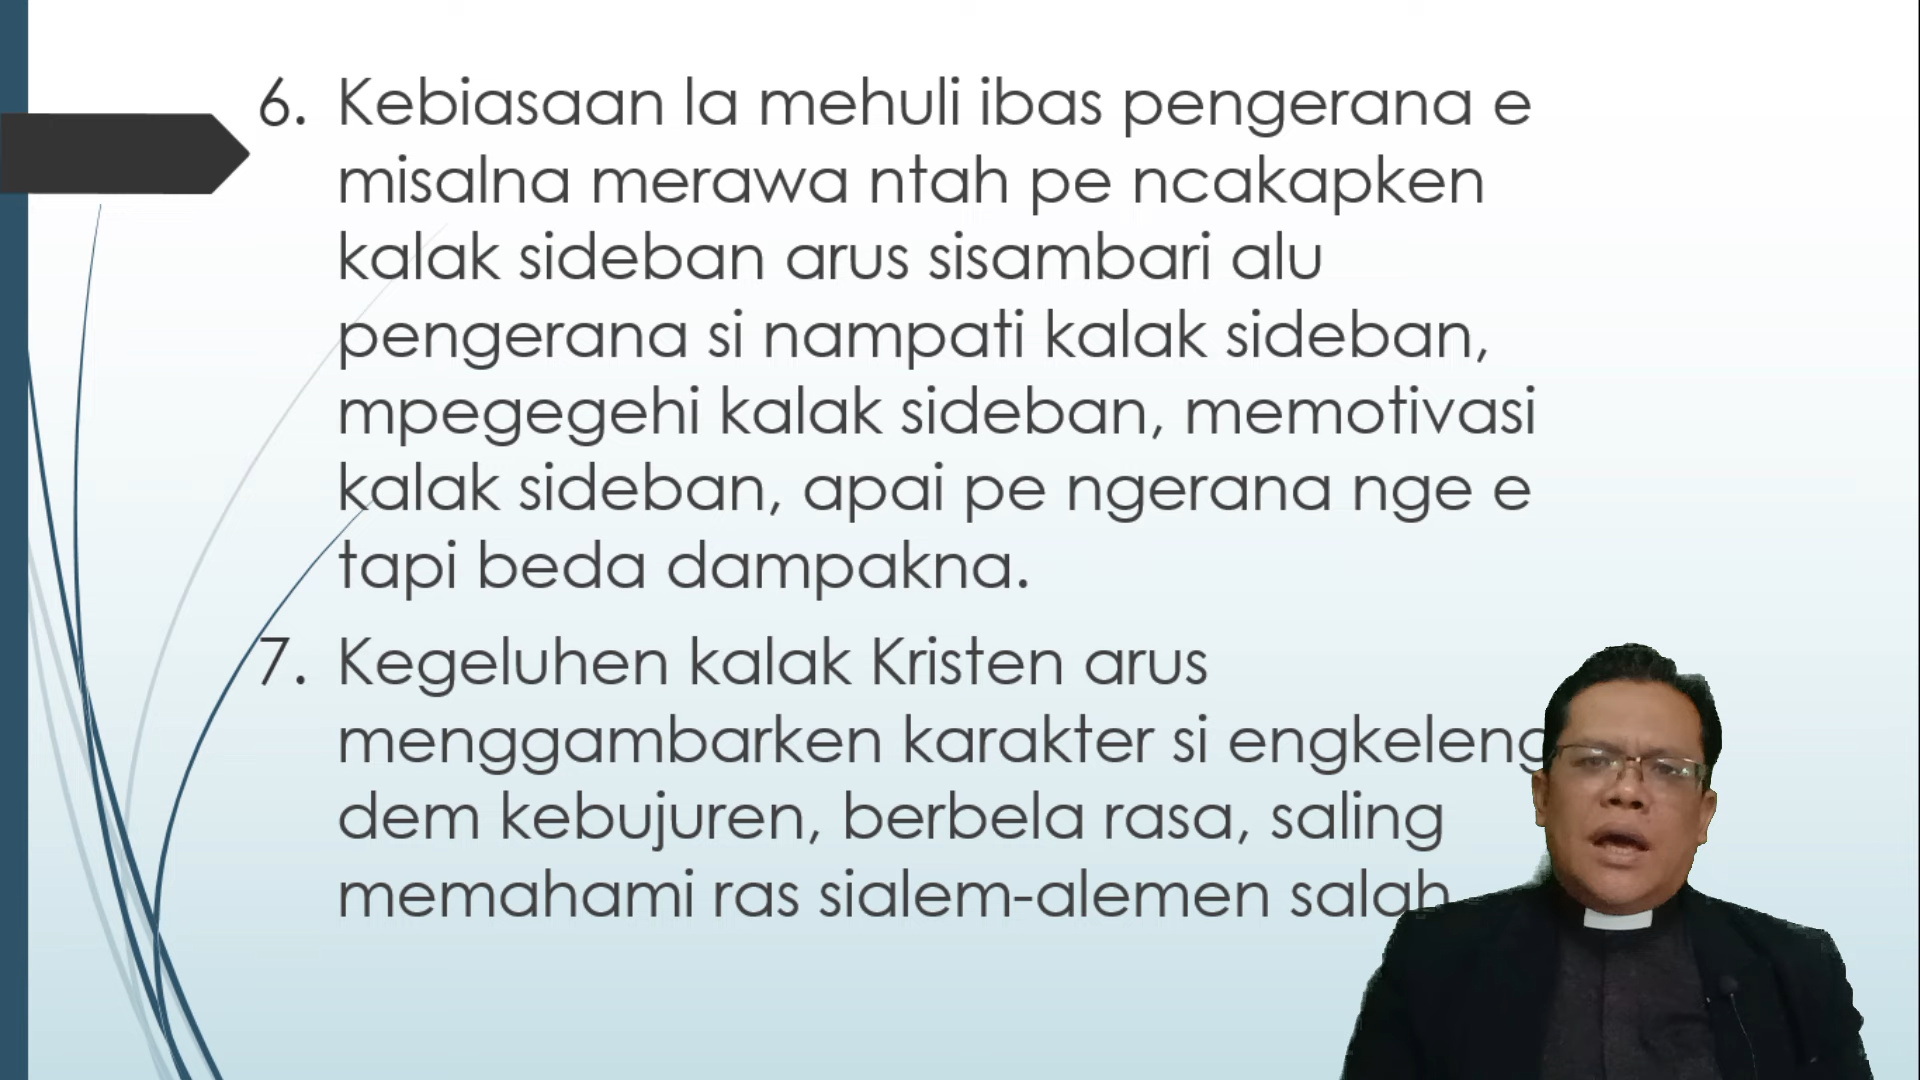 6. Kebiasaan la mehuli ibas pengerana e
misalna merawa ntah pe ncakapken
kalak sideban arus sisambari alu
pengerana si nampati kalak sideban,
mpegegehi kalak sideban, memotivasi
kalak sideban, apai pe ngerana nge e
tapi beda dampakna.
7. Kegeluhen kalak Kristen arus
menggambarken karakter si engkeleng
dem kebujuren, berbela rasa, saling
memahami ras sialem-alemen salah